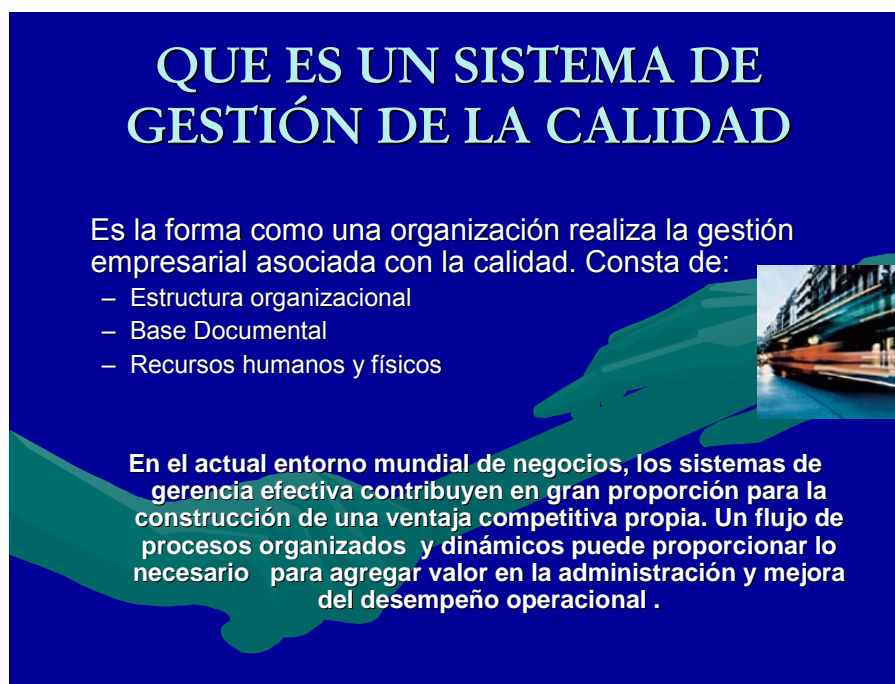 QUE ES UN SISTEMA DE
GESTIÓN DE LA CALIDAD
Es la forma como una organización realiza la gestión
empresarial asociada con la calidad. Consta de:
– Estructura organizacional
– Base Documental
– Recursos humanos y físicos
En el actual entorno mundial de negocios, los sistemas de
gerencia efectiva contribuyen en gran proporción para la
construcción de una ventaja competitiva propia. Un flujo de
procesos organizados y dinámicos puede proporcionar lo
necesario para agregar valor en la administración y mejora
del desempeño operacional .